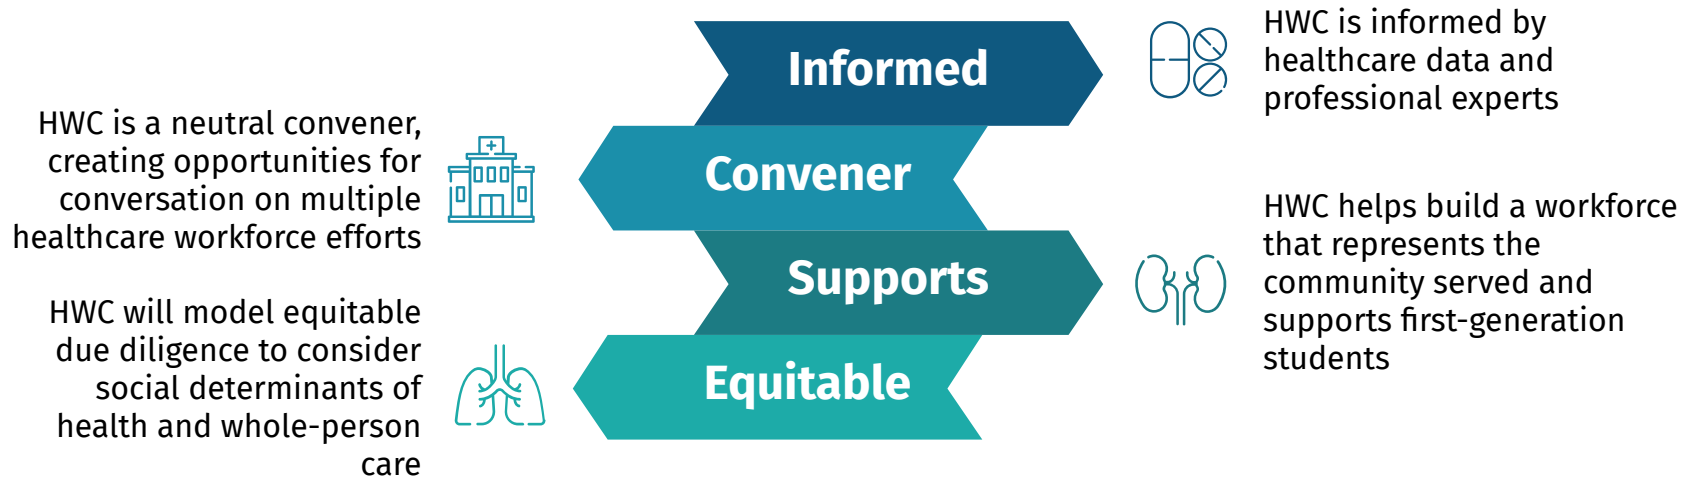 Informed
HWC is informed by
healthcare data and
professional experts
HWC is a neutral convener,
creating opportunities for
conversation on multiple
healthcare workforce efforts
Convener
Supports
HWC helps build a workforce
that represents the
community served and
supports first-generation
students
HWC will model equitable
due diligence to consider
social determinants of
health and whole-person
care
Equitable